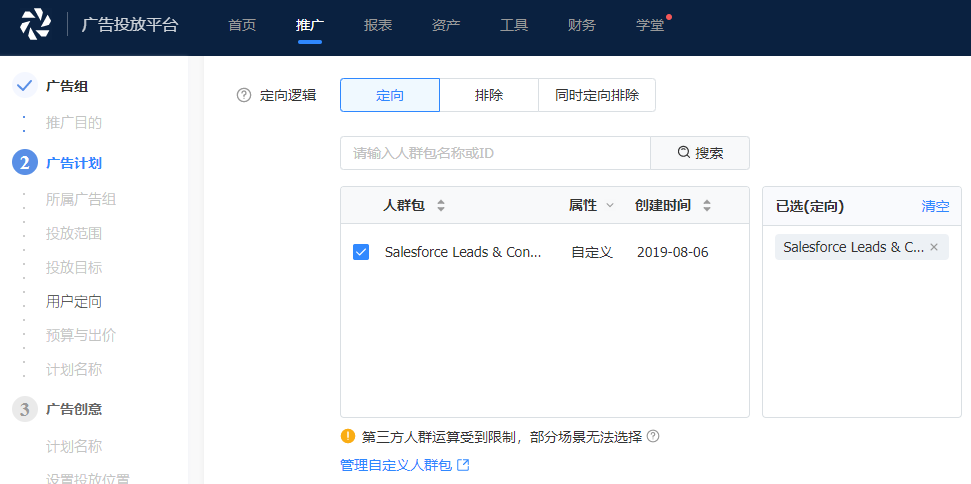 广告投放平台 首页 推广 报表 资产 工具 财务 学堂
广告组
推广目的
2 广告计划
所属广告组
投放范围
投放目标
用户定向
预算与出价
计划名称
3 广告创意
计划名称
设置投放位置
定向逻辑 定向 排除 同时定向排除
请输入人群包名称或ID 搜索
人群包 属性 创建时间
Salesforce Leads & Con... 自定义 2019-08-06
已选(定向) 清空
Salesforce Leads & C... ×
第三方人群运算受到限制，部分场景无法选择
管理自定义人群包